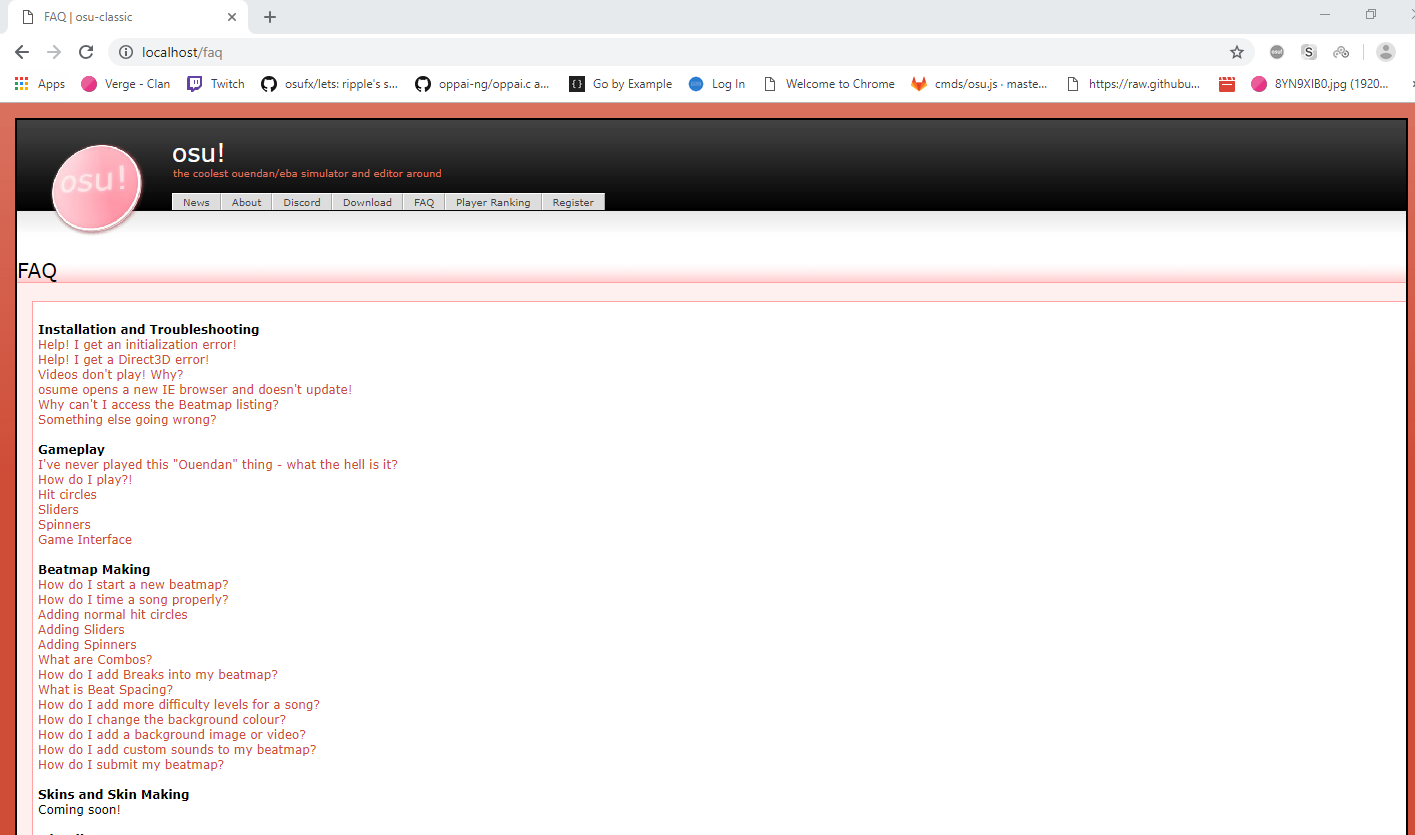 FAQ | osu-classic
localhost/faq
Apps
Verge - Clan
Twitch
osufx/lets: ripple's s...
oppai-ng/oppai.c a...
Go by Example
Log In
Welcome to Chrome
cmds/osu.js · maste...
https://raw.githubu...
8YN9XIB0.jpg (1920...
osu!
osu!
the coolest ouendan/eba simulator and editor around
News
About
Discord
Download
FAQ
Player Ranking
Register
FAQ
Installation and Troubleshooting
Help! I get an initialization error!
Help! I get a Direct3D error!
Videos don't play! Why?
osume opens a new IE browser and doesn't update!
Why can't I access the Beatmap listing?
Something else going wrong?
Gameplay
I've never played this "Ouendan" thing - what the hell is it?
How do I play?!
Hit circles
Sliders
Spinners
Game Interface
Beatmap Making
How do I start a new beatmap?
How do I time a song properly?
Adding normal hit circles
Adding Sliders
Adding Spinners
What are Combos?
How do I add Breaks into my beatmap?
What is Beat Spacing?
How do I add more difficulty levels for a song?
How do I change the background colour?
How do I add a background image or video?
How do I add custom sounds to my beatmap?
How do I submit my beatmap?
Skins and Skin Making
Coming soon!